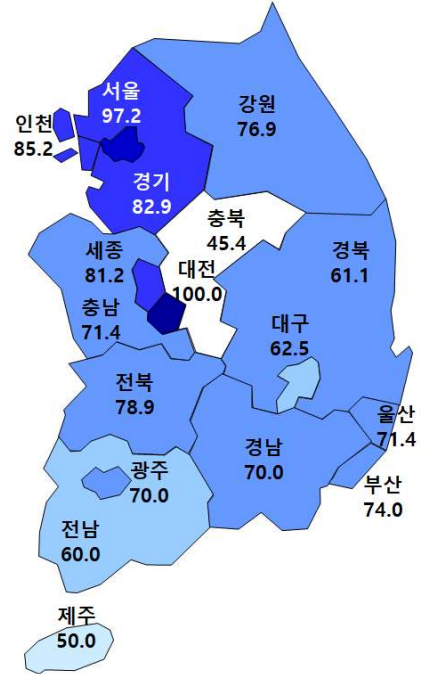 서울
97.2
강원
76.9
인천
85.2
경기
82.9
충북
45.4
세종
81.2
대전
100.0
경북
61.1
충남
71.4
대구
62.5
전북
78.9
울산
71.4
경남
70.0
광주
70.0
부산
74.0
전남
60.0
제주
50.0